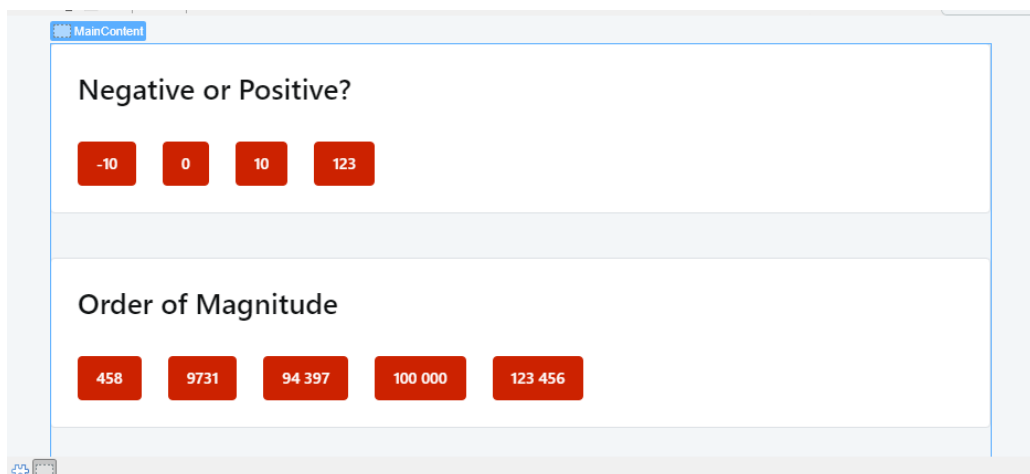 MainContent
Negative or Positive?
-10 0 10 123
Order of Magnitude
458 9731 94 397 100 000 123 456